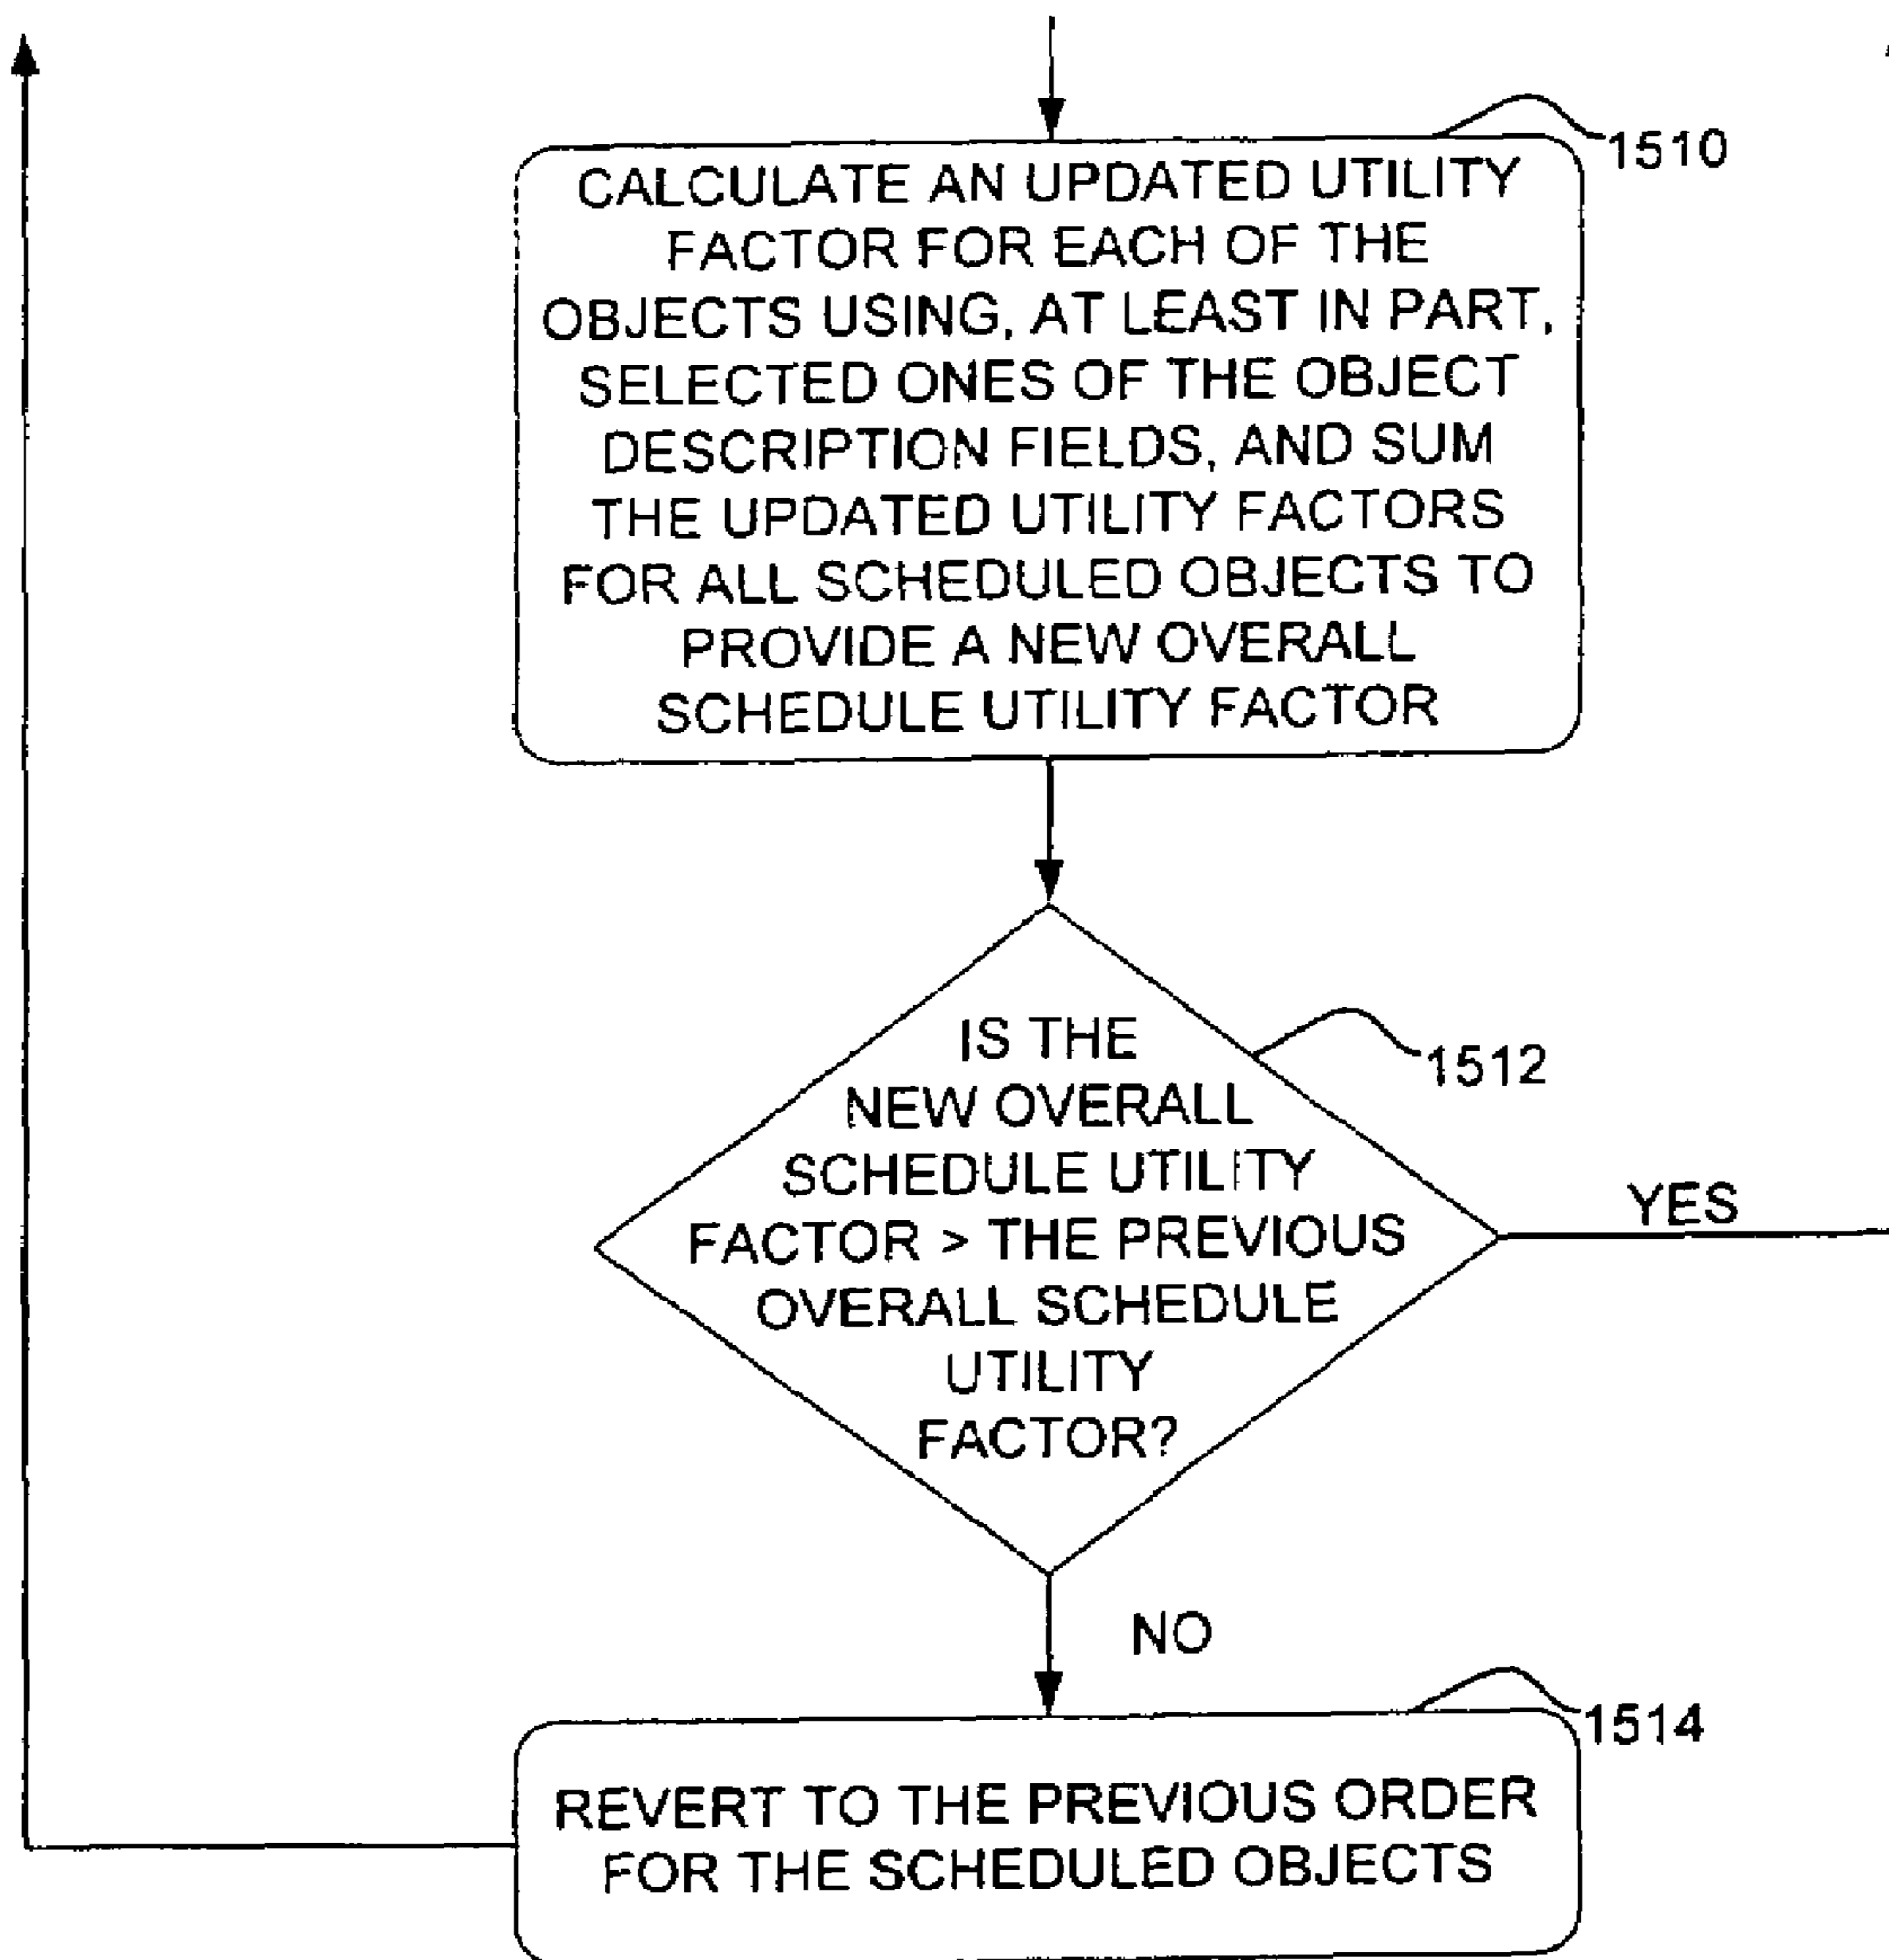 1510
CALCULATE AN UPDATED UTILITY
FACTOR FOR EACH OF THE
OBJECTS USING, AT LEAST IN PART,
SELECTED ONES OF THE OBJECT
DESCRIPTION FIELDS, AND SUM
THE UPDATED UTILITY FACTORS
FOR ALL SCHEDULED OBJECTS TO
PROVIDE A NEW OVERALL
SCHEDULE UTILITY FACTOR
IS THE
1512
NEW OVERALL
SCHEDULE UTILITY
FACTOR > THE PREVIOUS
OVERALL SCHEDULE
UTILITY
FACTOR?
YES
NO
1514
REVERT TO THE PREVIOUS ORDER
FOR THE SCHEDULED OBJECTS